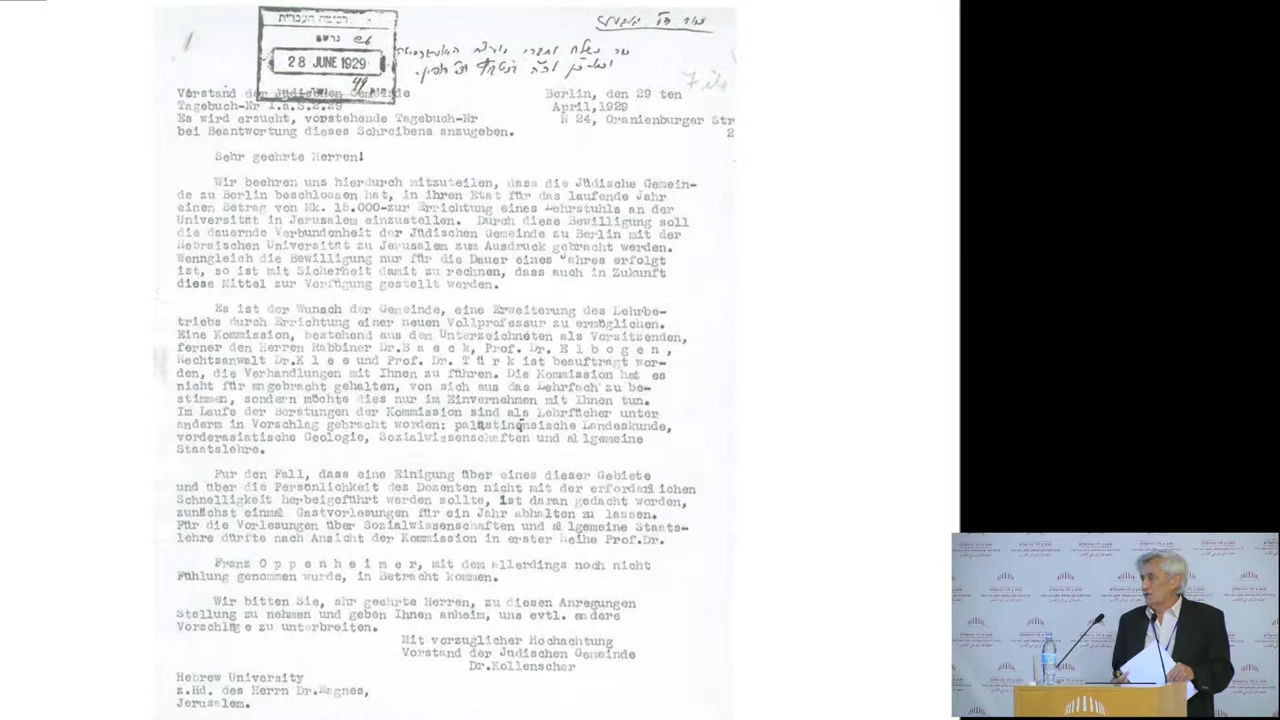 28 JUNE 1929
File
Vorstand der Jüdischen Gemeinde
Tagebuch-Nr I.a.S.2.29
Es wird ersucht, vorstehende Tagebuch-Nr
bei Beantwortung dieses Schreibens anzugeben.
Berlin, den 29 ten
April,1929
N 24, Oranienburger Str
2
Sehr geehrte Herren!
Wir beehren uns hierdurch mitzuteilen, dass die Jüdische Gemein-
de zu Berlin beschlossen hat, in ihren Etat für das laufende Jahr
einen Betrag von Mk. 15.000-zur Errichtung eines Lehrstuhls an der
Universität in Jerusalem einzustellen. Durch diese Bewilligung soll
die dauernde Verbundenheit der Jüdischen Gemeinde zu Berlin mit der
Hebraischen Universität zu Jerusalem zum Ausdruck gebracht werden.
Wenngleich die Bewilligung nur für die Dauer eines Jahres erfolgt
ist, so ist mit Sicherheit damit zu rechnen, dass auch in Zukunft
diese Mittel zur Verfügung gestellt werden.
Es ist der Wunsch der Gemeinde, eine Erweiterung des Lehrbe-
triebs durch Errichtung einer neuen Vollprofessur zu ermöglichen.
Eine Kommission, bestehend aus dem Unterzeichneten als Vorsitzenden,
ferner den Herren Rabbiner Dr.B a e c k, Prof. Dr. E l b o g e n,
Rechtsanwalt Dr.K l e e und Prof. Dr. T ü r k ist beauftragt wor-
den, die Verhandlungen mit Ihnen zu führen. Die Kommission hat es
nicht für angebracht gehalten, von sich aus das Lehrfach zu be-
stimmen, sondern möchte dies nur im Einvernehmen mit Ihnen tun.
Im Laufe der Beratungen der Kommission sind als Lehrfächer unter
anderm in Vorschlag gebracht worden: palästinensische Landeskunde,
vorderasiatische Geologie, Sozialwissenschaften und allgemeine
Staatslehre.
Fur den Fall, dass eine Einigung über eines dieser Gebiete
und über die Persönlichkeit des Dozenten nicht mit der erforderlichen
Schnelligkeit herbeigeführt werden sollte, ist daran gedacht worden,
zunächst einmal Gastvorlesungen für ein Jahr abhalten zu lassen.
Für die Vorlesungen über Sozialwissenschaften und allgemeine Staats-
lehre dürfte nach Ansicht der Kommission in erster Reihe Prof.Dr.
Franz O p p e n h e i m e r, mit dem allerdings noch nicht
Fühlung genommen wurde, in Betracht kommen.
Wir bitten Sie, shr geehrte Herren, zu diesen Anregungen
Stellung zu nehmen und geben Ihnen anheim, uns evtl. andere
Vorschläge zu unterbreiten.
Mit vorzuglicher Hochachtung
Vorstand der Judischen Gemeinde
Dr.Kollenscher
Hebrew University
z.Hd. des Herrn Dr.Magnes,
Jerusalem.